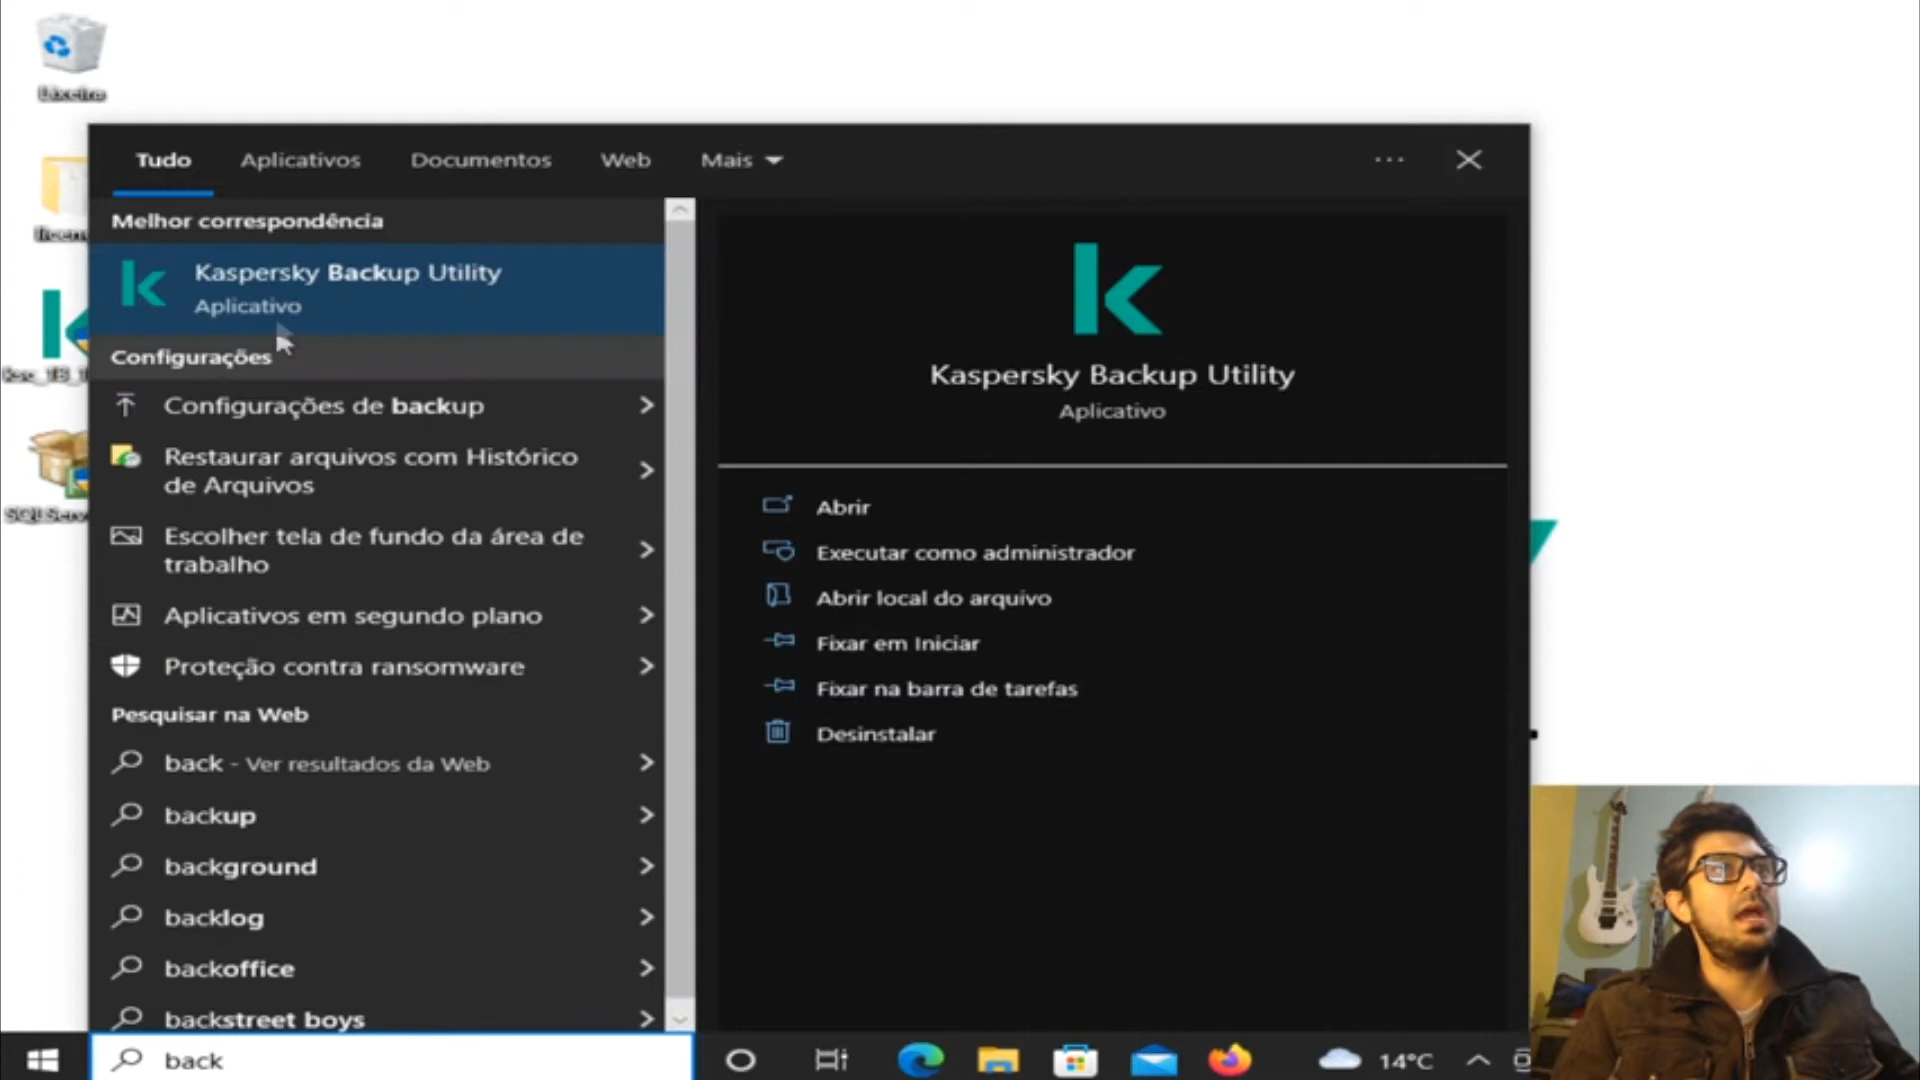 Lixeira
Tudo
Aplicativos
Documentos
Web
Mais
Melhor correspondência
Kaspersky Backup Utility
Aplicativo
Configurações
Configurações de backup
Restaurar arquivos com Histórico
de Arquivos
Escolher tela de fundo da área de
trabalho
Aplicativos em segundo plano
Proteção contra ransomware
Pesquisar na Web
back - Ver resultados da Web
backup
background
backlog
backoffice
backstreet boys
back
Kaspersky Backup Utility
Aplicativo
Abrir
Executar como administrador
Abrir local do arquivo
Fixar em Iniciar
Fixar na barra de tarefas
Desinstalar
14°C